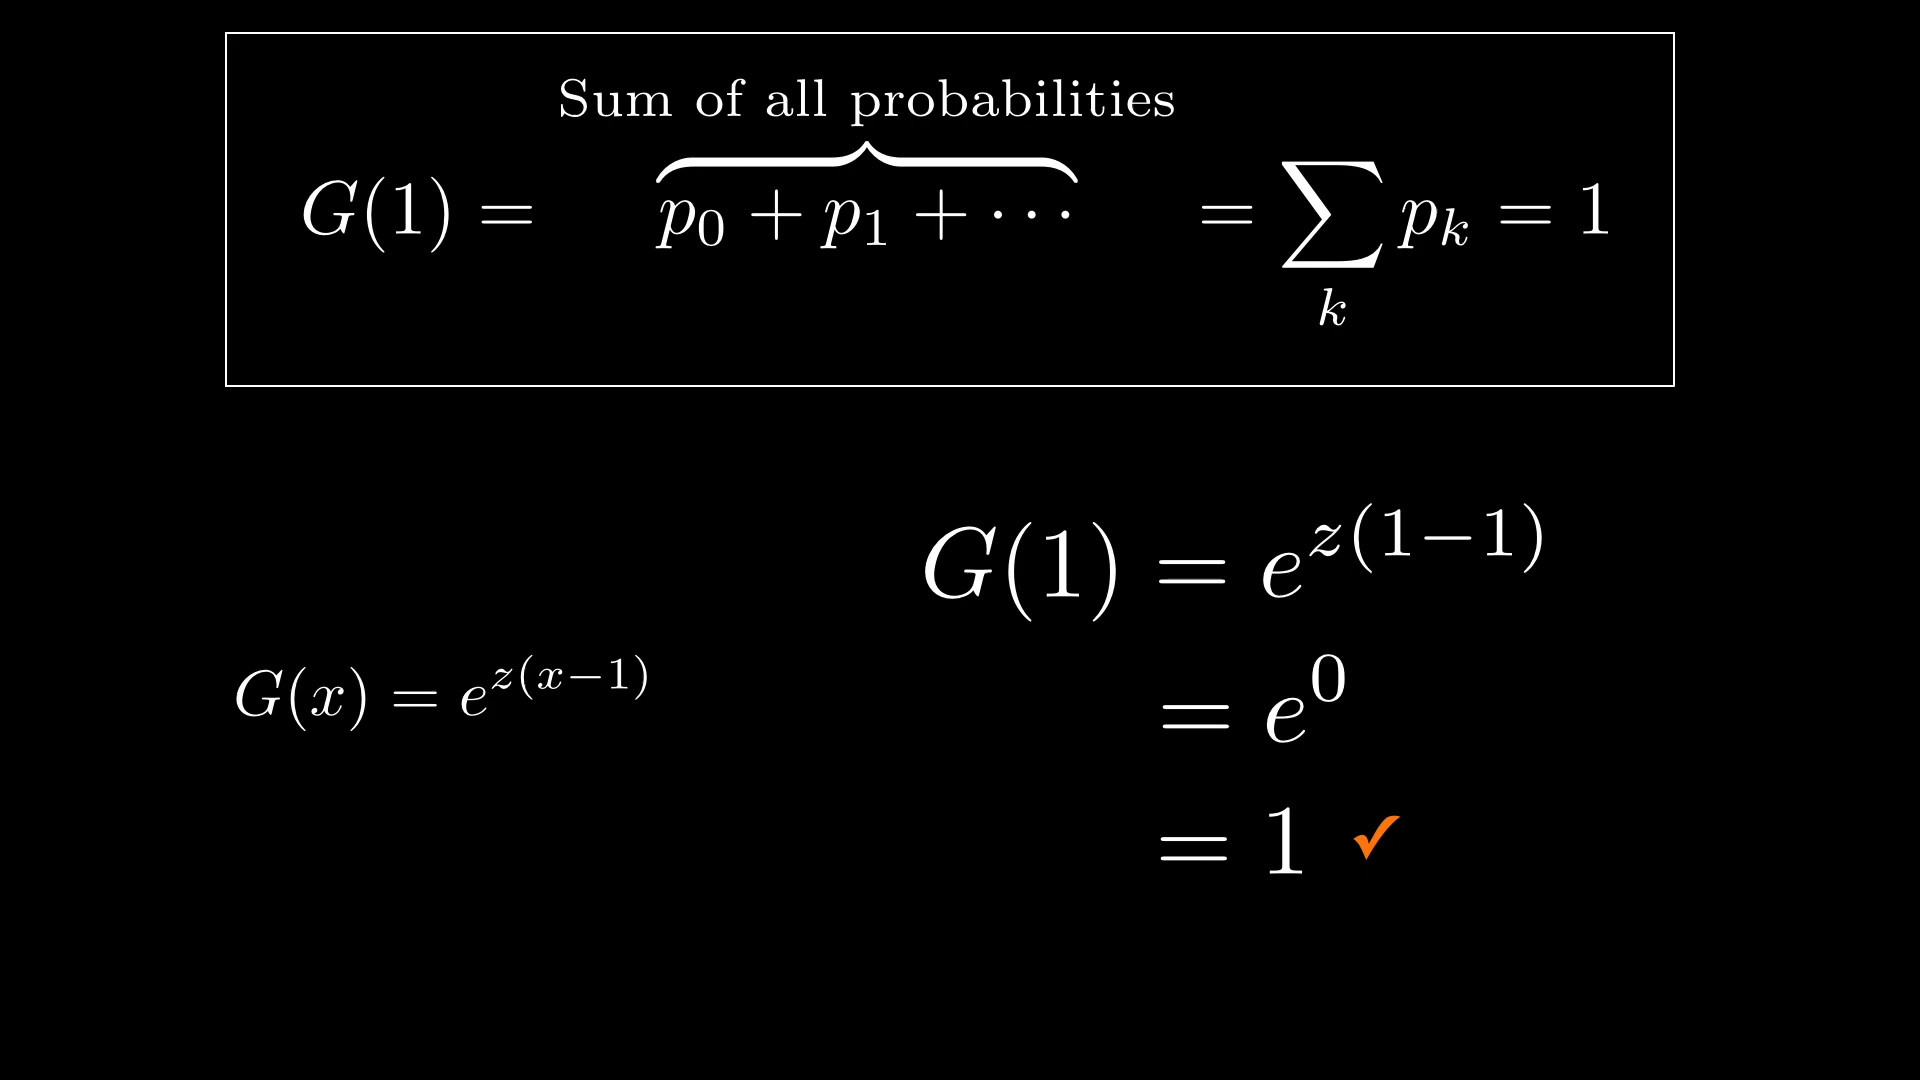 Sum of all probabilities
G(1) = p₀ + p₁ + ⋯ = ∑ pₖ = 1
k
G(1) = e^{z(1−1)}
G(x) = e^{z(x−1)}
= e⁰
= 1 ✓